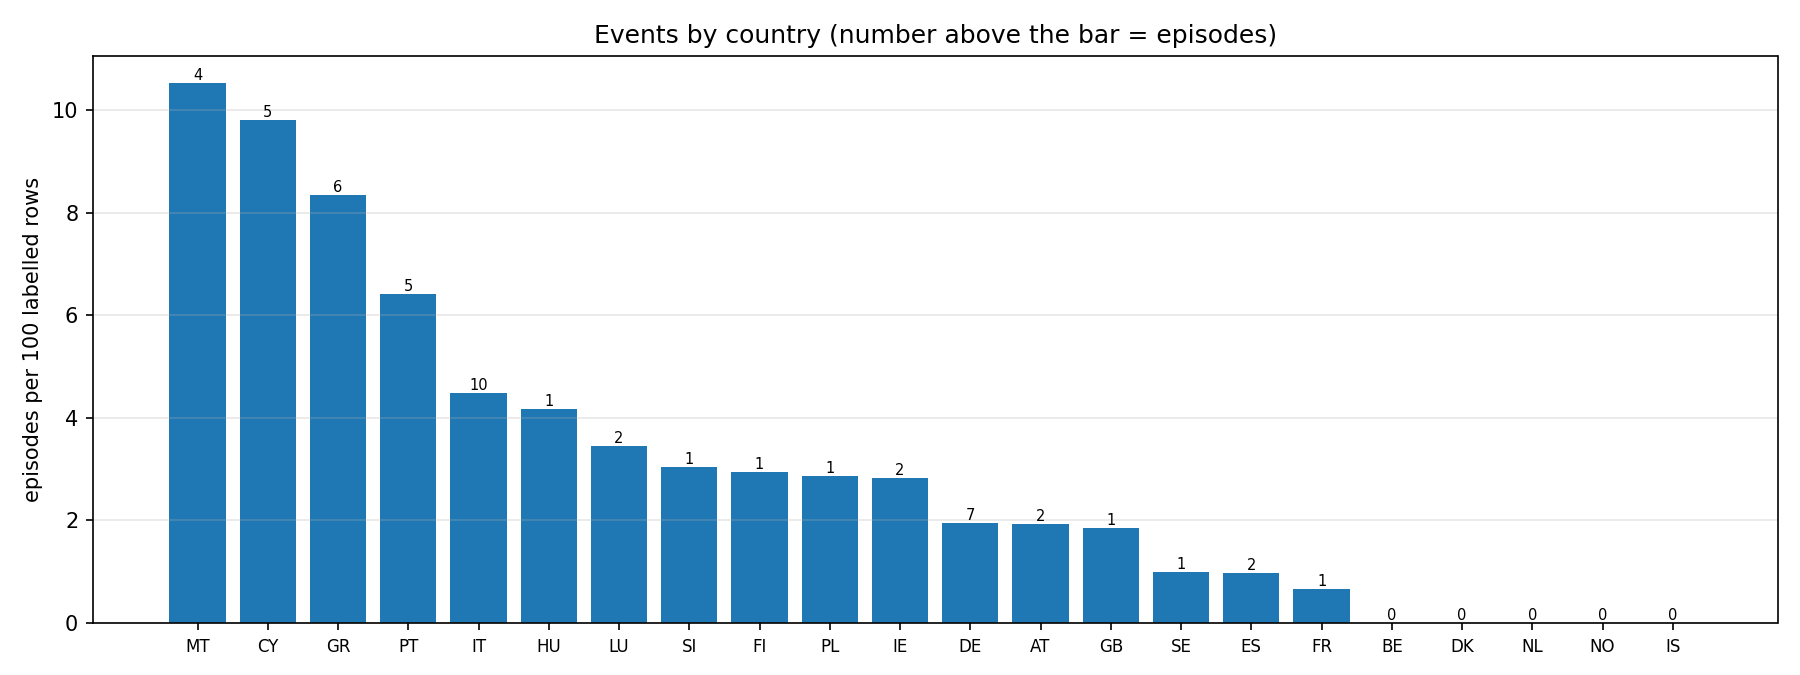 Events by country (number above the bar = episodes)
episodes per 100 labelled rows
10
8
6
4
2
0
4 5 6 5 10 1 2 1 1 1 2 7 2 1 1 2 1 0 0 0 0 0
MT CY GR PT IT HU LU SI FI PL IE DE AT GB SE ES FR BE DK NL NO IS